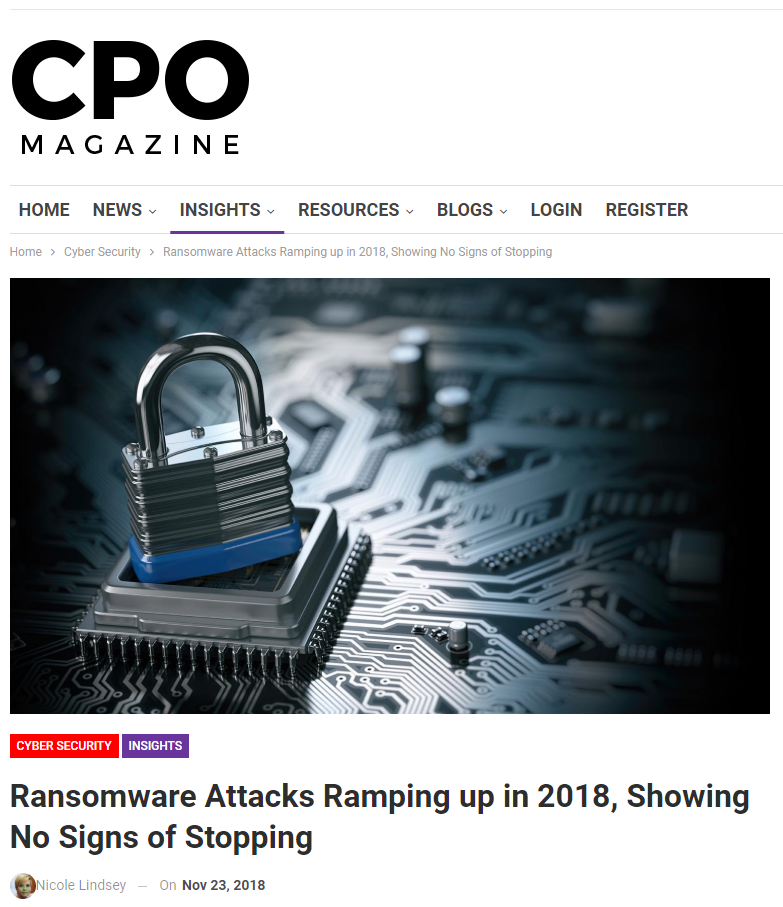 CPO
MAGAZINE
HOME NEWS INSIGHTS RESOURCES BLOGS LOGIN REGISTER
Home > Cyber Security > Ransomware Attacks Ramping up in 2018, Showing No Signs of Stopping
CYBER SECURITY INSIGHTS
Ransomware Attacks Ramping up in 2018, Showing
No Signs of Stopping
Nicole Lindsey — On Nov 23, 2018